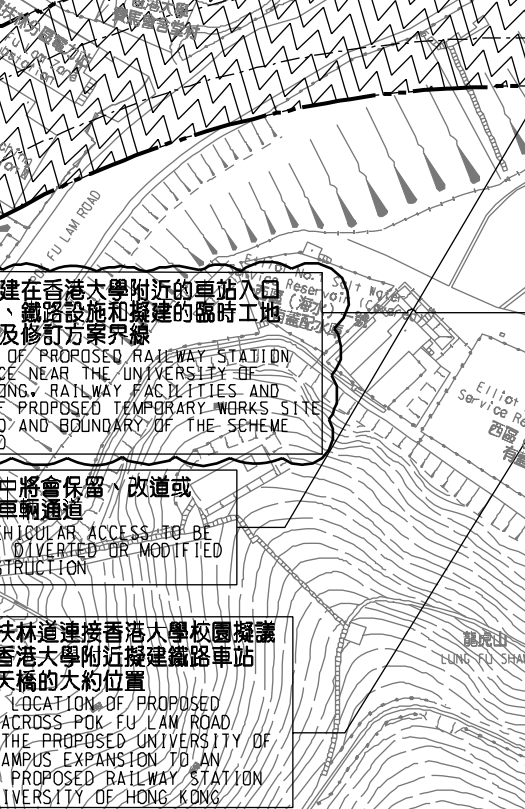 FU LAM ROAD
建在香港大學附近的車站入口
、鐵路設施和擬建的臨時工地
及修訂方案界線
OF PROPOSED RAILWAY STATION
CE NEAR THE UNIVERSITY OF
ONG, RAILWAY FACILITIES AND
F PROPOSED TEMPORARY WORKS SITE
D AND BOUNDARY OF THE SCHEME
D
Elliot
Service Re
西區
中將會保留、改道或
車輛通道
HICULAR ACCESS TO BE
DIVERTED OR MODIFIED
STRUCTION
扶林道連接香港大學校園擬議
香港大學附近擬建鐵路車站
天橋的大約位置
LOCATION OF PROPOSED
ACROSS POK FU LAM ROAD
THE PROPOSED UNIVERSITY OF
AMPUS EXPANSION TO AN
PROPOSED RAILWAY STATION
IVERSITY OF HONG KONG
龍虎山
LUNG FU SHAN